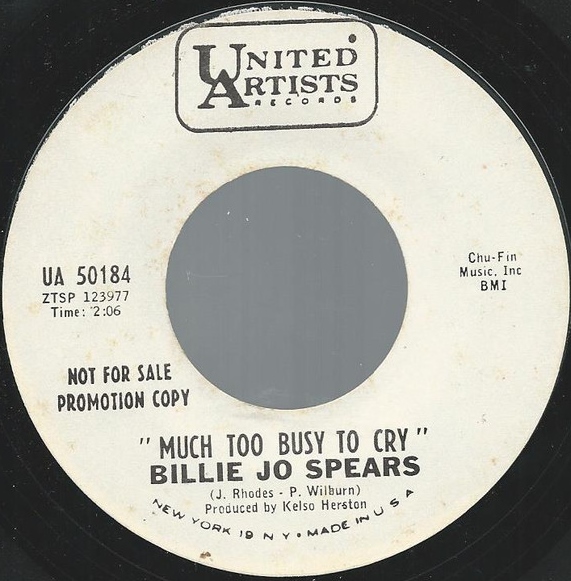 UNITED
ARTISTS
RECORDS
UA 50184
ZTSP 123977
Time: 2:06
Chu-Fin
Music, Inc
BMI
NOT FOR SALE
PROMOTION COPY
"MUCH TOO BUSY TO CRY"
BILLIE JO SPEARS
(J. Rhodes - P. Wilburn)
Produced by Kelso Herston
NEW YORK 19 N Y • MADE IN U S A